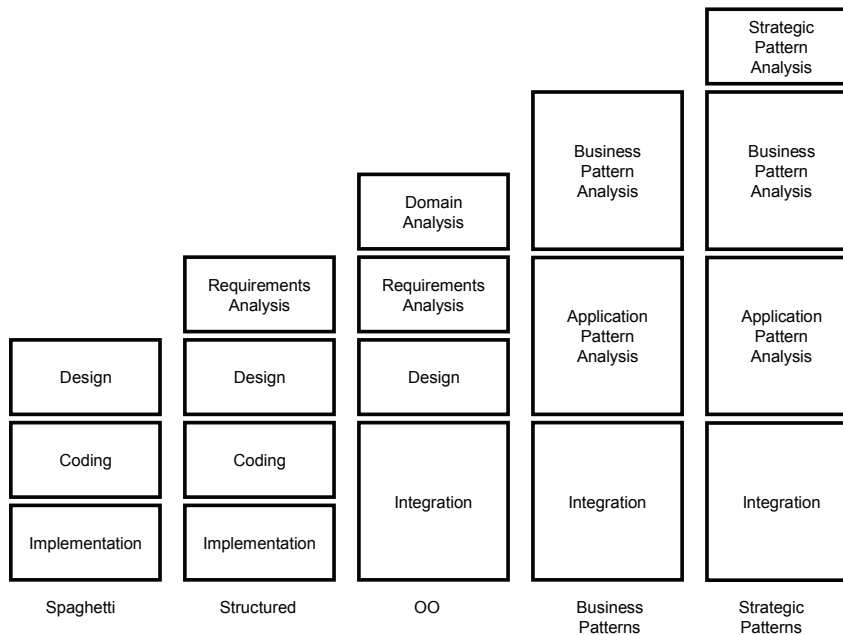 Strategic
Pattern
Analysis
Business
Pattern
Analysis
Business
Pattern
Analysis
Domain
Analysis
Requirements
Analysis
Requirements
Analysis
Application
Pattern
Analysis
Application
Pattern
Analysis
Design
Design
Design
Coding
Coding
Integration
Integration
Integration
Implementation
Implementation
Spaghetti
Structured
OO
Business
Patterns
Strategic
Patterns